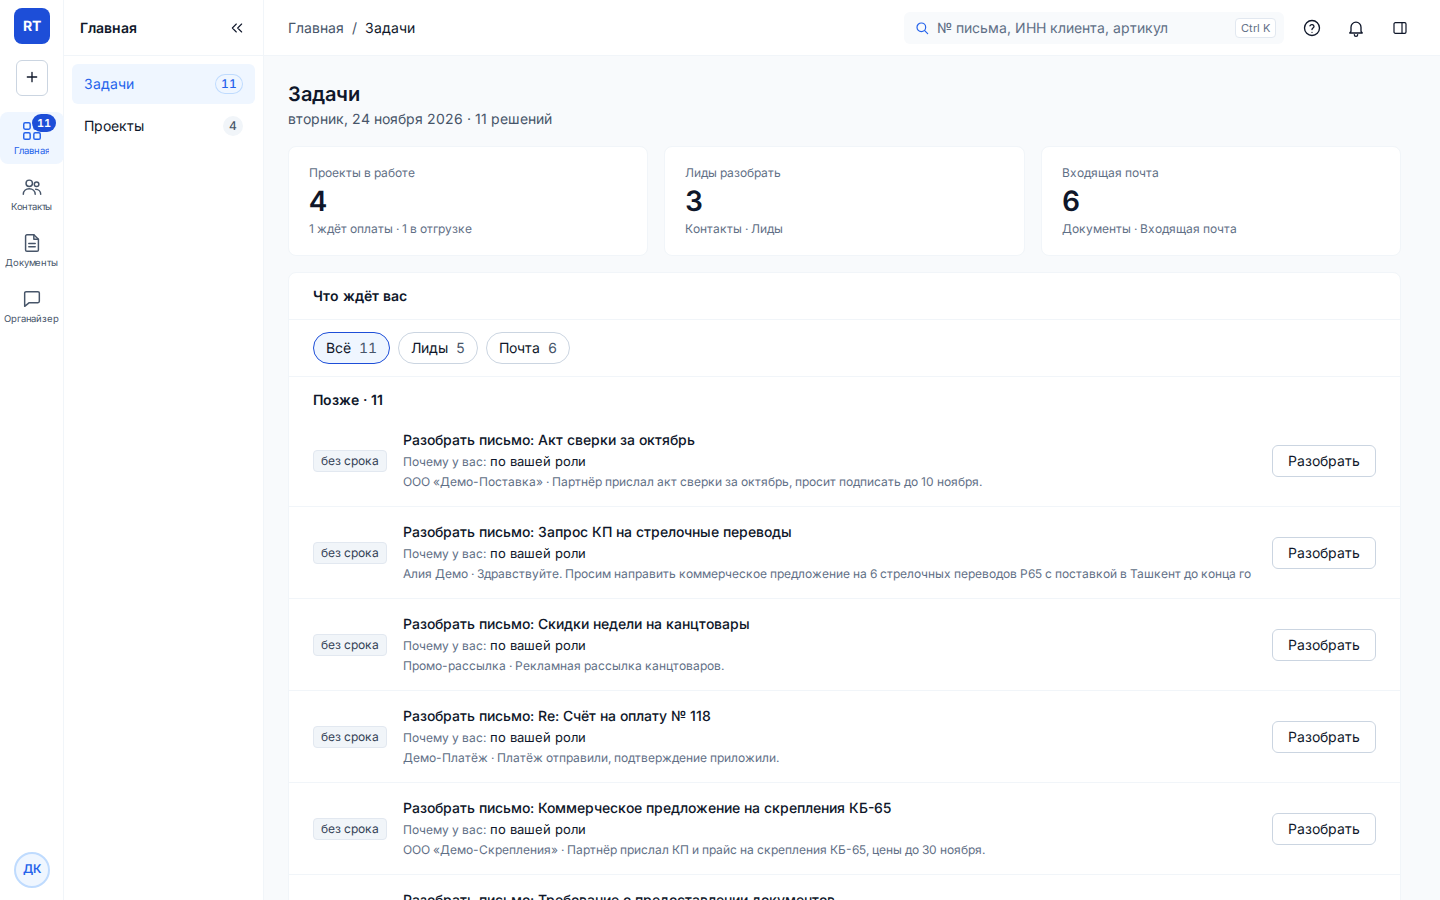 RT
Главная
Главная / Задачи
№ письма, ИНН клиента, артикул
Ctrl K
11
Главная
Контакты
Документы
Органайзер
ДК
Задачи 11
Проекты 4
Задачи
вторник, 24 ноября 2026 · 11 решений
Проекты в работе
4
1 ждёт оплаты · 1 в отгрузке
Лиды разобрать
3
Контакты · Лиды
Входящая почта
6
Документы · Входящая почта
Что ждёт вас
Всё 11
Лиды 5
Почта 6
Позже · 11
без срока
Разобрать письмо: Акт сверки за октябрь
Почему у вас: по вашей роли
ООО «Демо-Поставка» · Партнёр прислал акт сверки за октябрь, просит подписать до 10 ноября.
Разобрать
без срока
Разобрать письмо: Запрос КП на стрелочные переводы
Почему у вас: по вашей роли
Алия Демо · Здравствуйте. Просим направить коммерческое предложение на 6 стрелочных переводов Р65 с поставкой в Ташкент до конца го
Разобрать
без срока
Разобрать письмо: Скидки недели на канцтовары
Почему у вас: по вашей роли
Промо-рассылка · Рекламная рассылка канцтоваров.
Разобрать
без срока
Разобрать письмо: Re: Счёт на оплату № 118
Почему у вас: по вашей роли
Демо-Платёж · Платёж отправили, подтверждение приложили.
Разобрать
без срока
Разобрать письмо: Коммерческое предложение на скрепления КБ-65
Почему у вас: по вашей роли
ООО «Демо-Скрепления» · Партнёр прислал КП и прайс на скрепления КБ-65, цены до 30 ноября.
Разобрать
Разобрать письмо: Требование о предоставлении документов